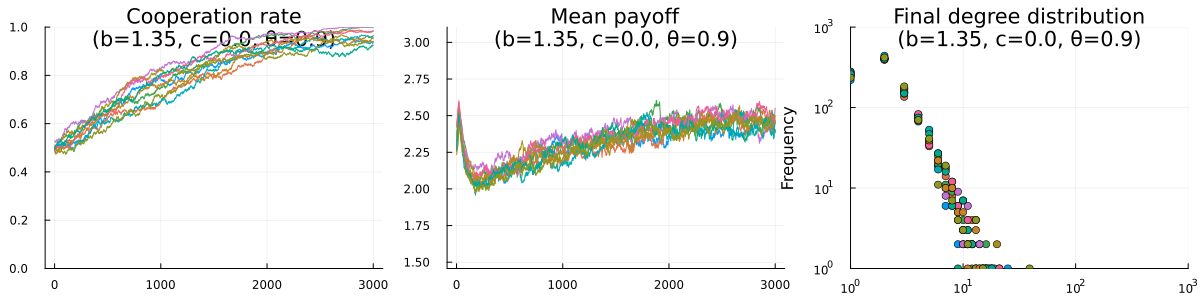 Cooperation rate
(b=1.35, c=0.0, θ=0.9)
1.0
0.8
0.6
0.4
0.2
0.0
0 1000 2000 3000
Mean payoff
(b=1.35, c=0.0, θ=0.9)
3.00
2.75
2.50
2.25
2.00
1.75
1.50
0 1000 2000 3000
Final degree distribution
(b=1.35, c=0.0, θ=0.9)
Frequency
10³
10²
10¹
10⁰
10⁰ 10¹ 10² 10³